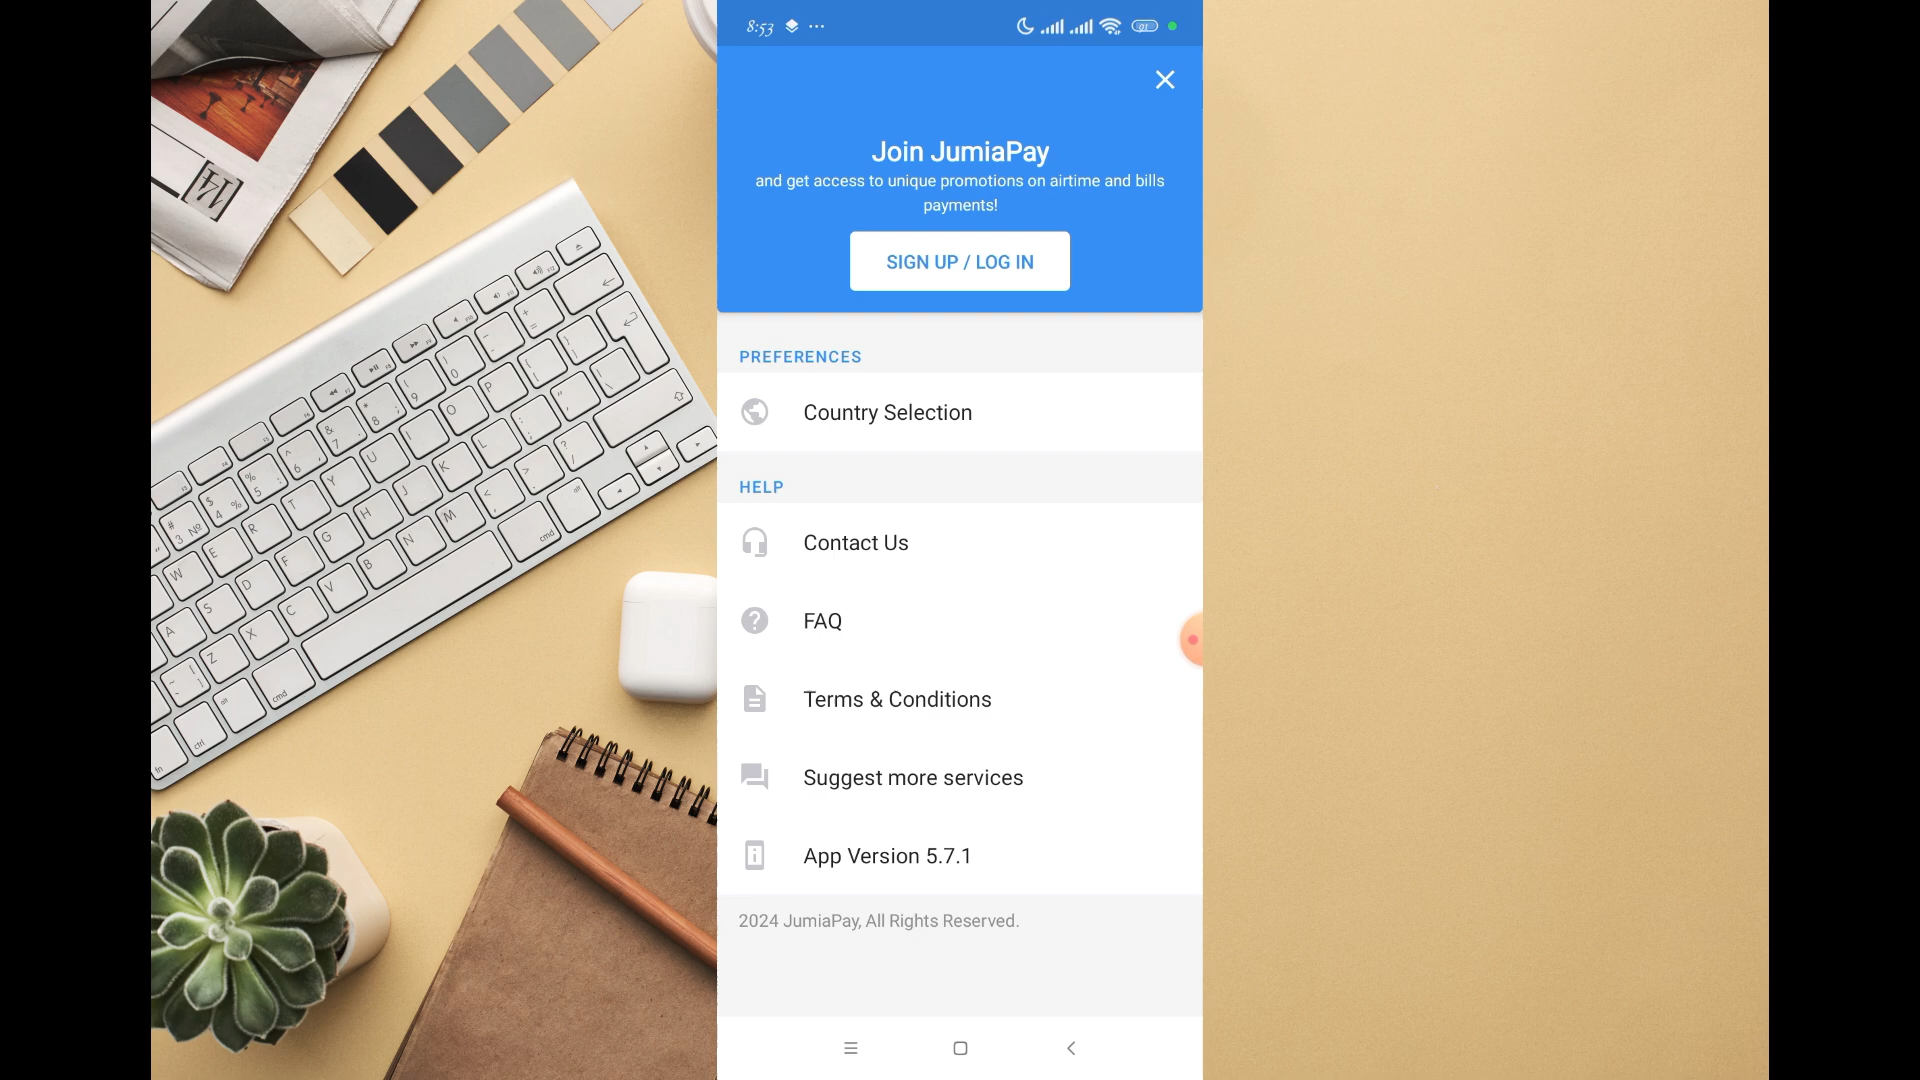 8:53
91
Join JumiaPay
and get access to unique promotions on airtime and bills
payments!
SIGN UP / LOG IN
PREFERENCES
Country Selection
HELP
Contact Us
FAQ
Terms & Conditions
Suggest more services
App Version 5.7.1
2024 JumiaPay, All Rights Reserved.